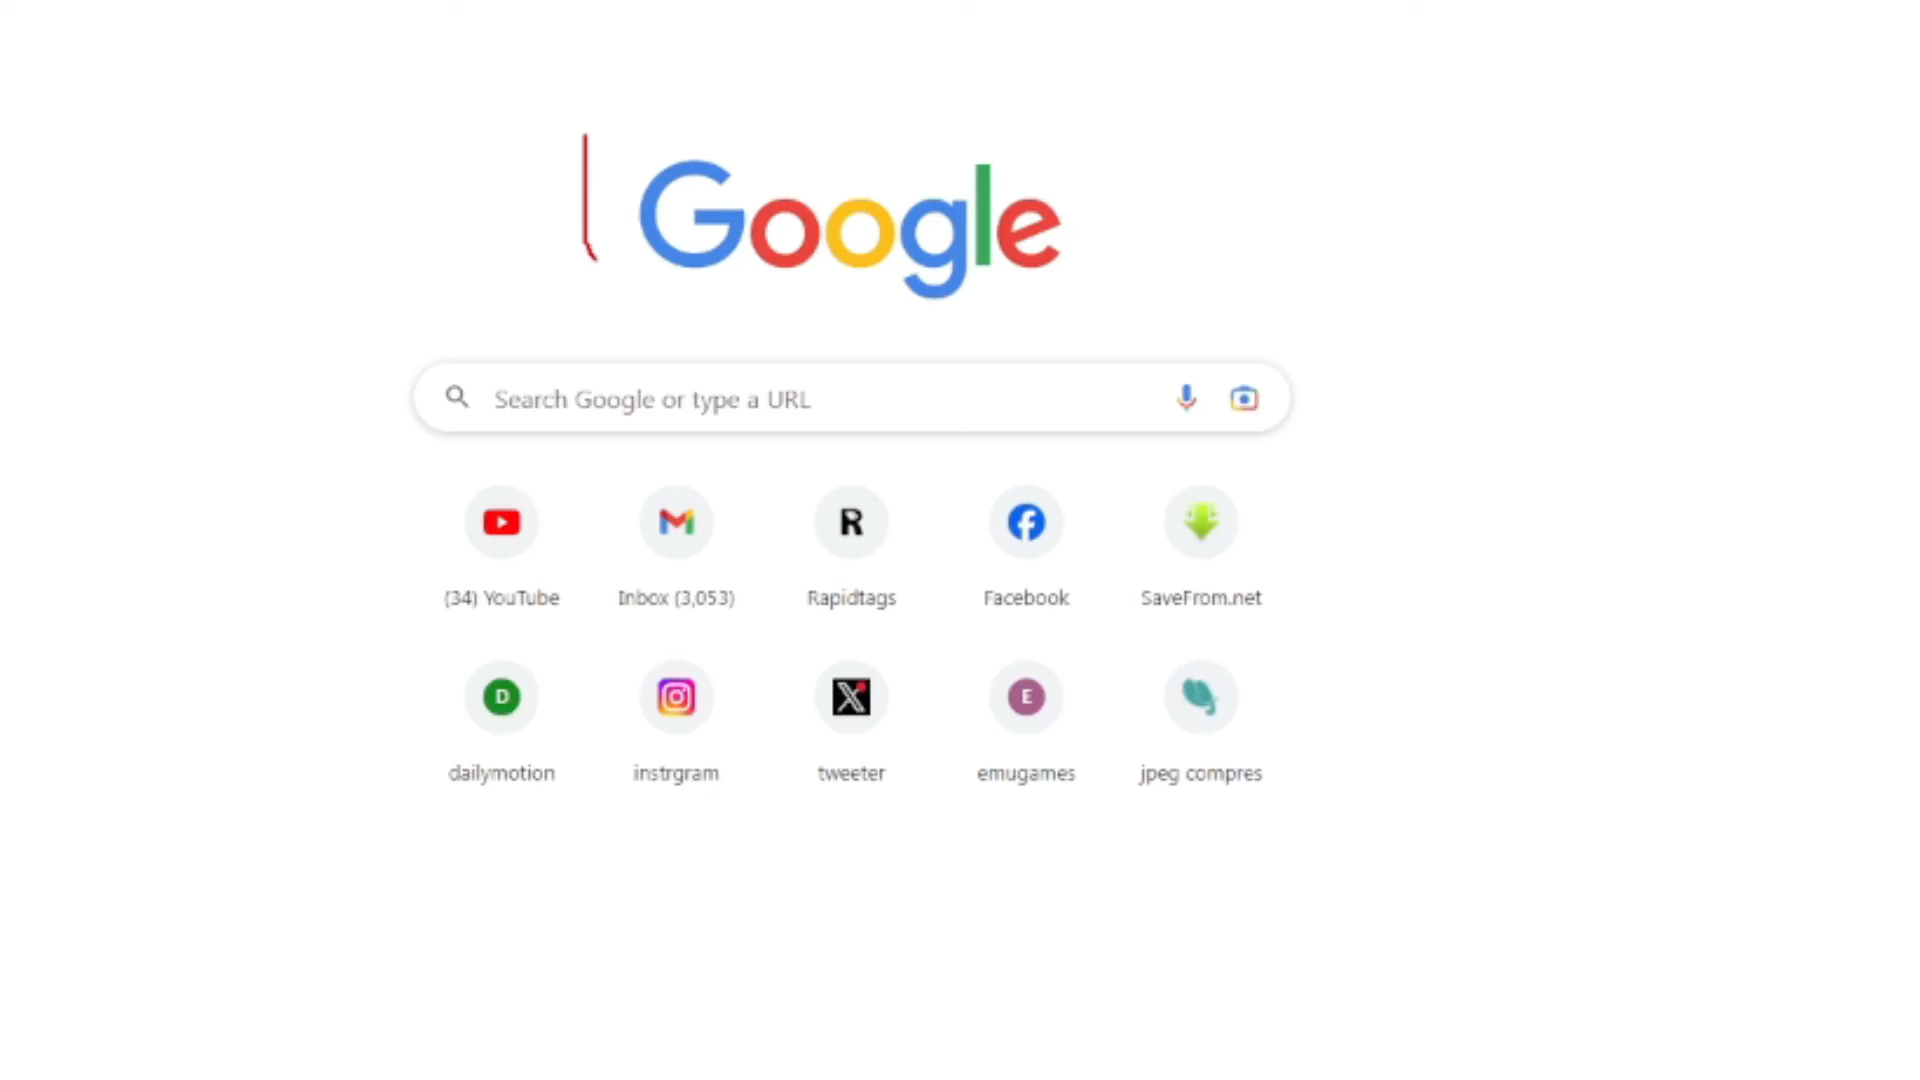 Google
Search Google or type a URL
(34) YouTube
Inbox (3,053)
R
Rapidtags
Facebook
SaveFrom.net
D
dailymotion
instrgram
tweeter
E
emugames
jpeg compres